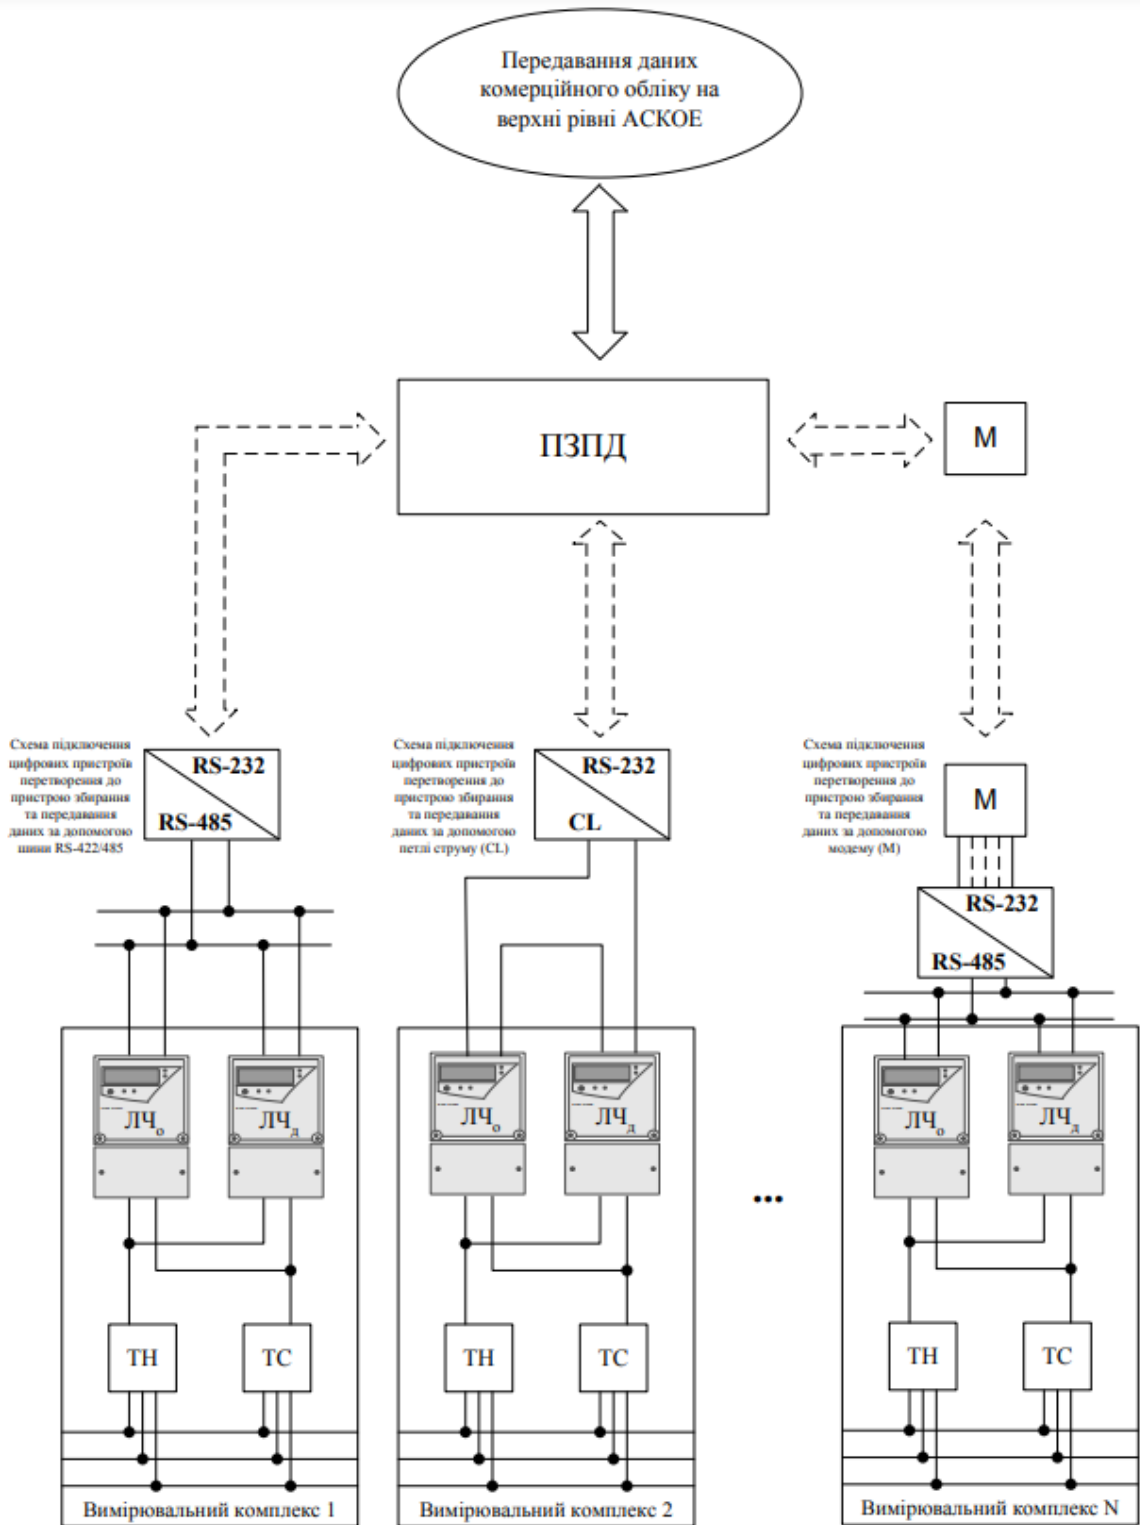 Передавання даних
комерційного обліку на
верхні рівні АСКОЕ
ПЗПД
М
Схема підключення
цифрових пристроїв
перетворення до
пристрою збирання
та передавання
даних за допомогою
шини RS-422/485
RS-232
RS-485
Схема підключення
цифрових пристроїв
перетворення до
пристрою збирання
та передавання
даних за допомогою
петлі струму (CL)
RS-232
CL
Схема підключення
цифрових пристроїв
перетворення до
пристрою збирання
та передавання
даних за допомогою
модему (М)
М
RS-232
RS-485
ЛЧо
ЛЧд
ТН
ТС
Вимірювальний комплекс 1
ЛЧо
ЛЧд
ТН
ТС
Вимірювальний комплекс 2
...
ЛЧо
ЛЧд
ТН
ТС
Вимірювальний комплекс N